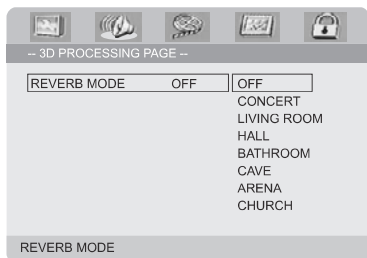 -- 3D PROCESSING PAGE --
REVERB MODE OFF OFF
CONCERT
LIVING ROOM
HALL
BATHROOM
CAVE
ARENA
CHURCH
REVERB MODE